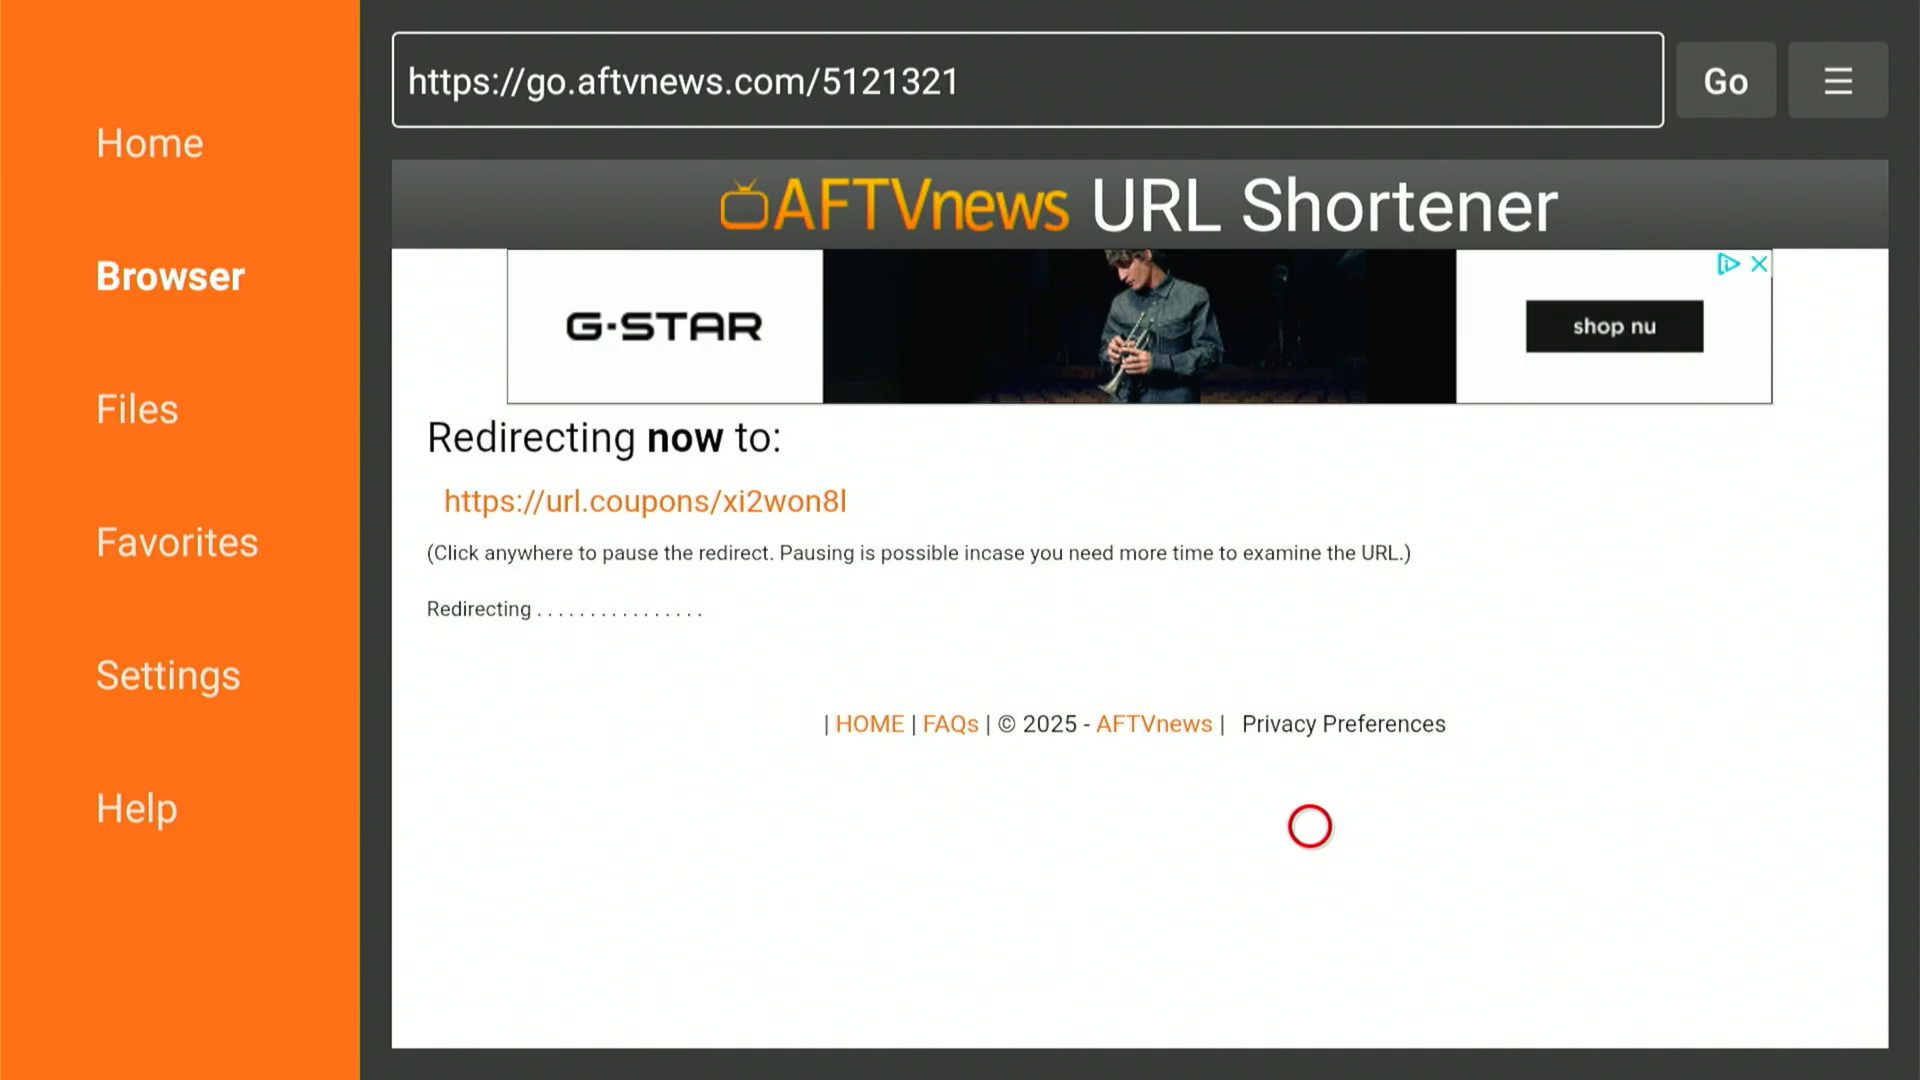 Home
Browser
Files
Favorites
Settings
Help
https://go.aftvnews.com/5121321
Go
AFTVnews URL Shortener
G-STAR
shop nu
Redirecting now to:
https://url.coupons/xi2won8l
(Click anywhere to pause the redirect. Pausing is possible incase you need more time to examine the URL.)
Redirecting . . . . . . . . . . . . . . . .
| HOME | FAQs | © 2025 - AFTVnews | Privacy Preferences